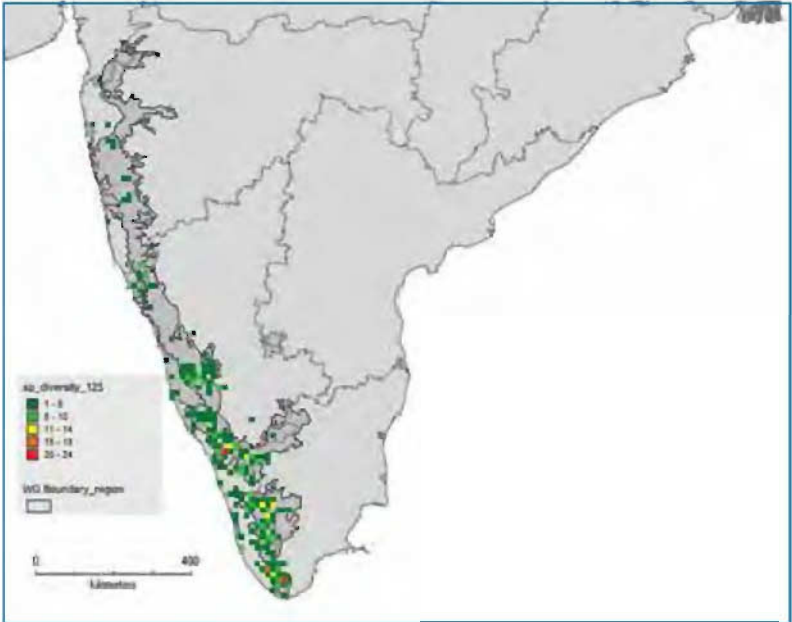 sp_diversity_125
1 - 5
6 - 10
11 - 14
15 - 19
20 - 24
WG Boundary_region
0 400
kilometers